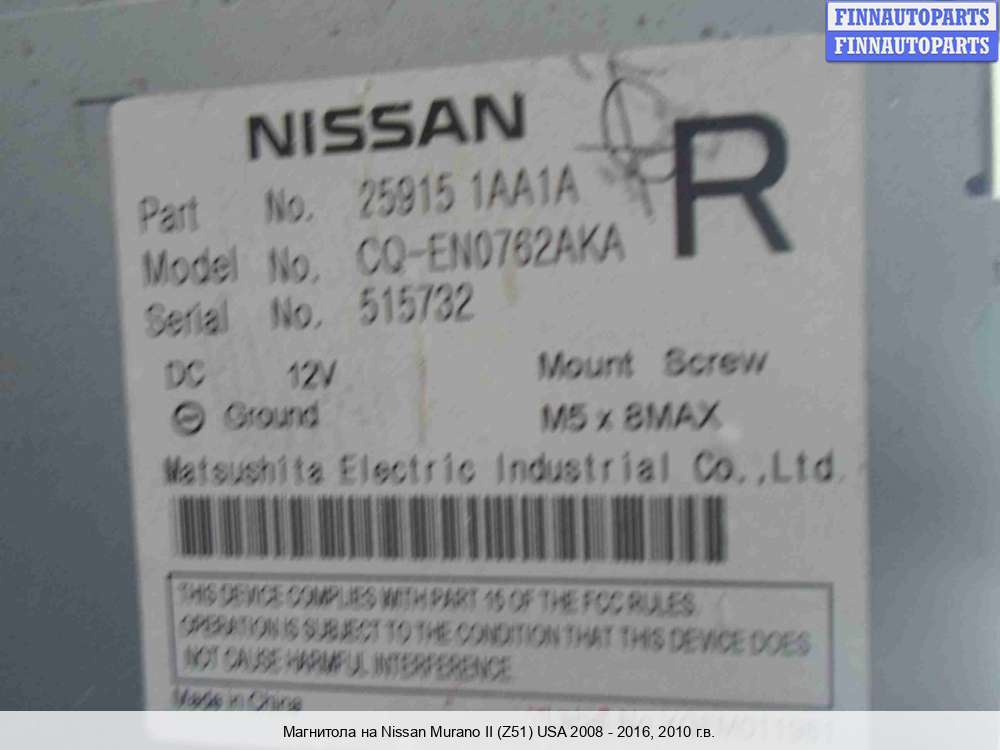 FINNAUTOPARTS
FINNAUTOPARTS
NISSAN
R
Part No. 25915 1AA1A
Model No. CQ-EN0762AKA
Serial No. 515732
DC 12V
Mount Screw
Ground
M5 x 8MAX
Matsushita Electric Industrial Co.,Ltd.
THIS DEVICE COMPLIES WITH PART 15 OF THE FCC RULES.
OPERATION IS SUBJECT TO THE CONDITION THAT THIS DEVICE DOES
NOT CAUSE HARMFUL INTERFERENCE.
Made in China
Магнитола на Nissan Murano II (Z51) USA 2008 - 2016, 2010 г.в.